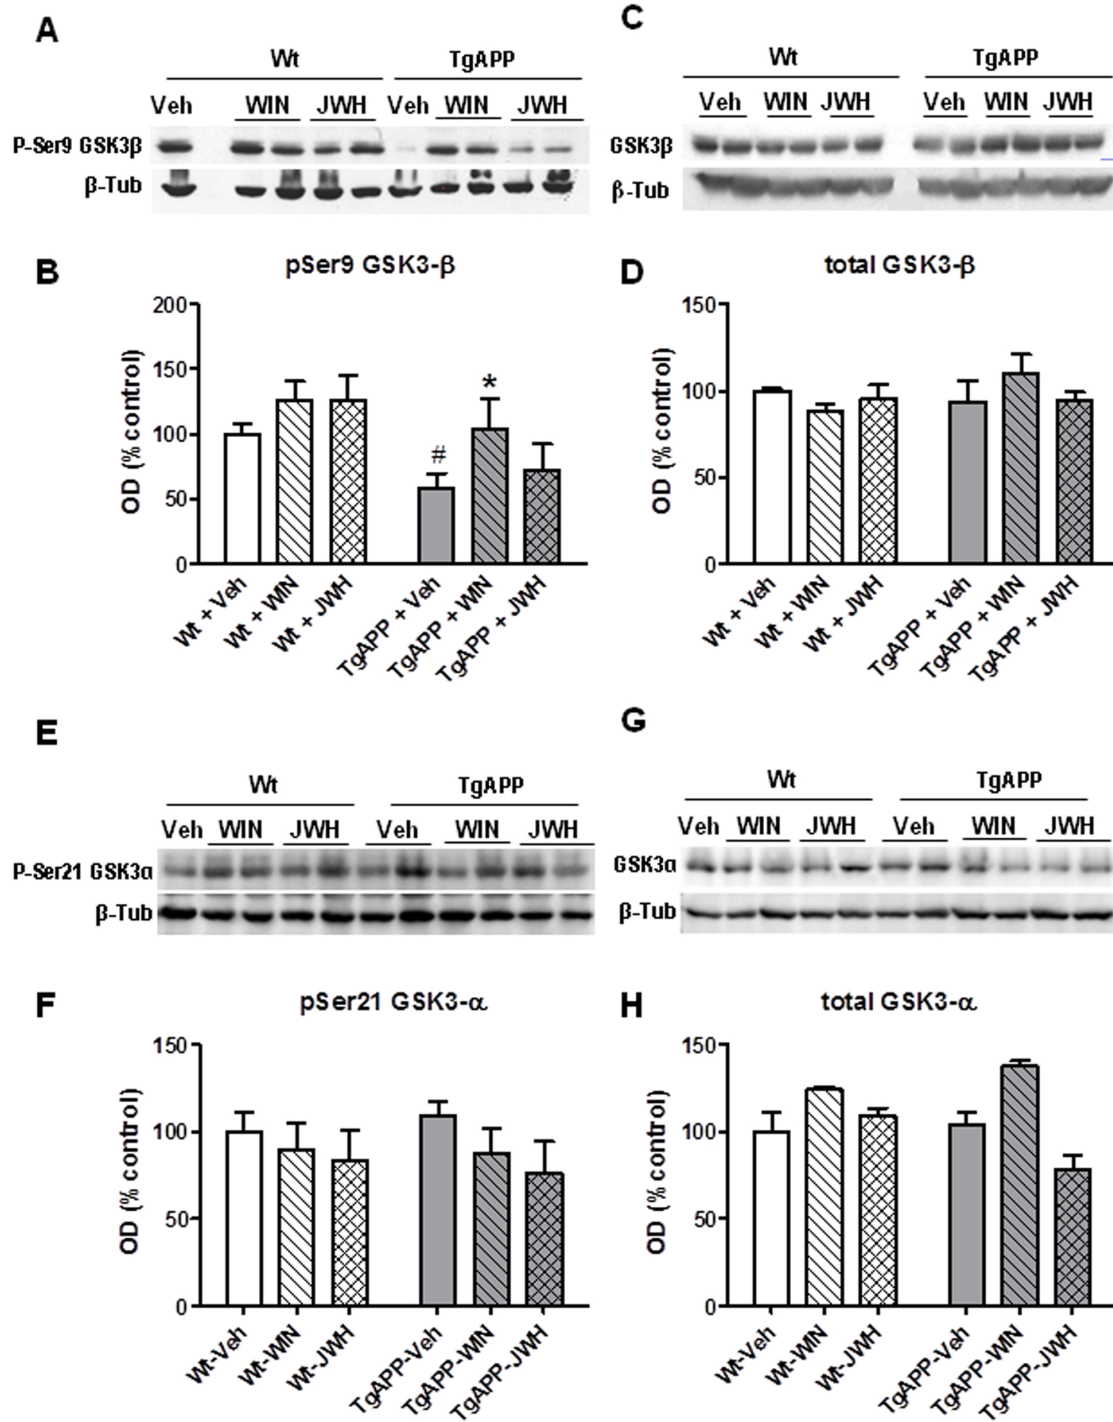 A
Wt TgAPP
Veh WIN JWH Veh WIN JWH
P-Ser9 GSK3β
β-Tub
C
Wt TgAPP
Veh WIN JWH Veh WIN JWH
GSK3β
β-Tub
B
pSer9 GSK3-β
OD (% control)
200
150
100
50
0
#
*
Wt + Veh
Wt + WIN
Wt + JWH
TgAPP + Veh
TgAPP + WIN
TgAPP + JWH
D
total GSK3-β
OD (% control)
150
100
50
0
Wt + Veh
Wt + WIN
Wt + JWH
TgAPP + Veh
TgAPP + WIN
TgAPP + JWH
E
Wt TgAPP
Veh WIN JWH Veh WIN JWH
P-Ser21 GSK3α
β-Tub
G
Wt TgAPP
Veh WIN JWH Veh WIN JWH
GSK3α
β-Tub
F
pSer21 GSK3-α
OD (% control)
150
100
50
0
Wt-Veh
Wt-WIN
Wt-JWH
TgAPP-Veh
TgAPP-WIN
TgAPP-JWH
H
total GSK3-α
OD (% control)
150
100
50
0
Wt-Veh
Wt-WIN
Wt-JWH
TgAPP-Veh
TgAPP-WIN
TgAPP-JWH